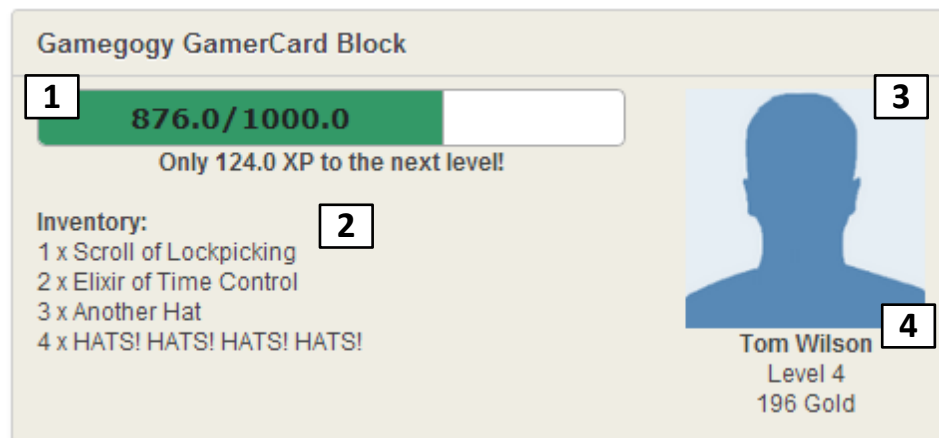 Gamegogy GamerCard Block
1
876.0/1000.0
Only 124.0 XP to the next level!
3
Inventory:
2
1 x Scroll of Lockpicking
2 x Elixir of Time Control
3 x Another Hat
4 x HATS! HATS! HATS! HATS!
4
Tom Wilson
Level 4
196 Gold